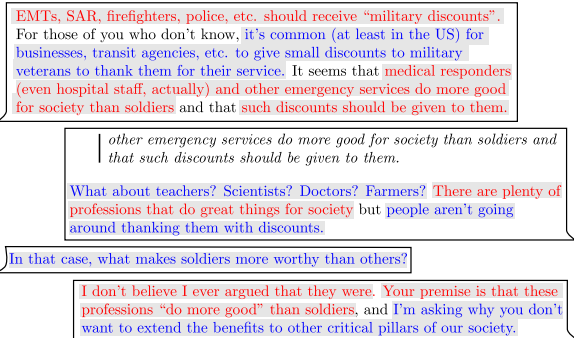 EMTs, SAR, firefighters, police, etc. should receive “military discounts”.
For those of you who don’t know, it’s common (at least in the US) for
businesses, transit agencies, etc. to give small discounts to military
veterans to thank them for their service. It seems that medical responders
(even hospital staff, actually) and other emergency services do more good
for society than soldiers and that such discounts should be given to them.
other emergency services do more good for society than soldiers and
that such discounts should be given to them.
What about teachers? Scientists? Doctors? Farmers? There are plenty of
professions that do great things for society but people aren’t going
around thanking them with discounts.
In that case, what makes soldiers more worthy than others?
I don’t believe I ever argued that they were. Your premise is that these
professions “do more good” than soldiers, and I’m asking why you don’t
want to extend the benefits to other critical pillars of our society.